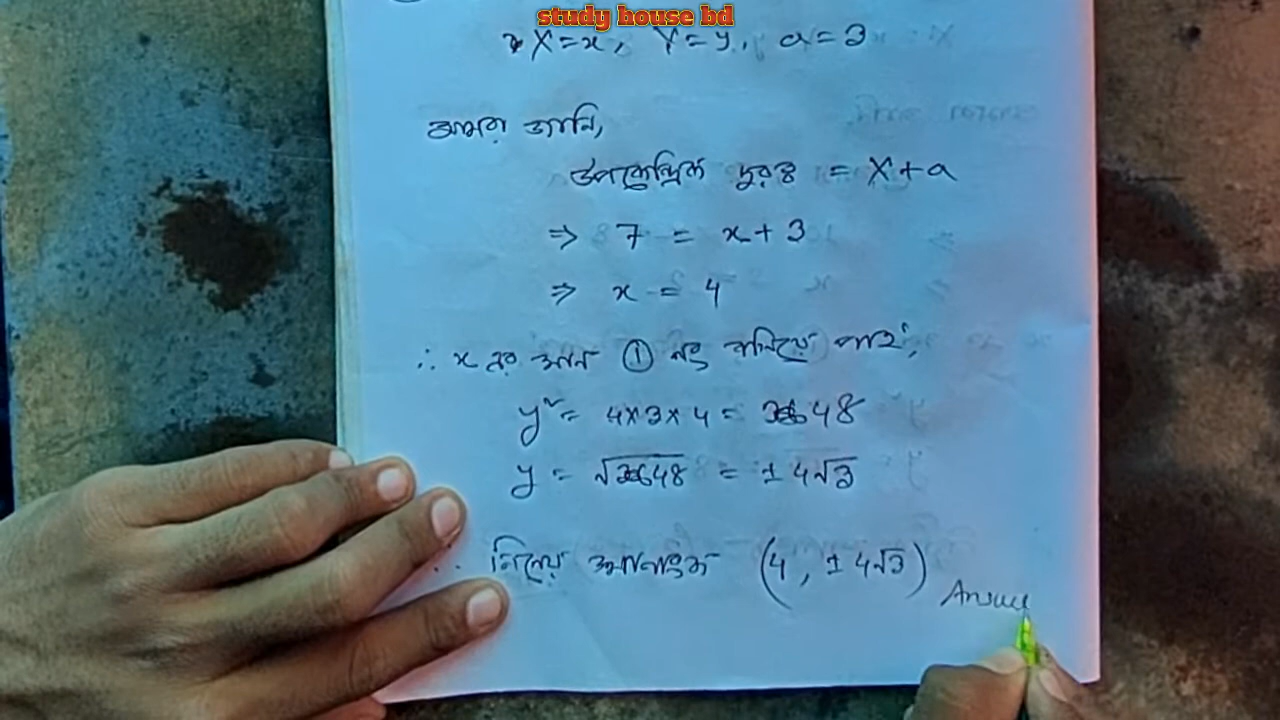 study house bd
X = x, Y = y, a = 3
আমরা জানি,
উপকেন্দ্রিক দূরত্ব = X + a
⇒ 7 = x + 3
⇒ x = 4
∴ x এর মান ① নং বসিয়ে পাই,
y² = 4×3×4 = 48
y = √48 = ± 4√3
∴ নির্ণেয় স্থানাংক (4, ± 4√3)
Answer